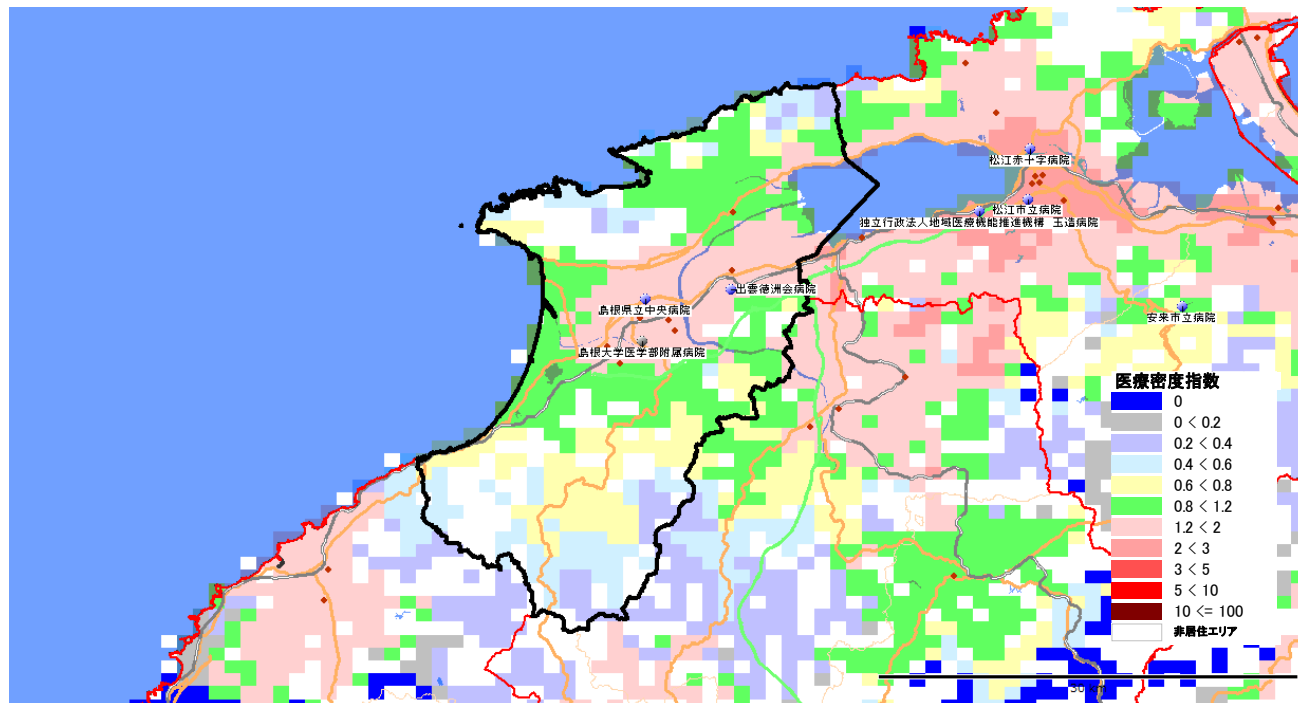 松江赤十字病院
松江市立病院
独立行政法人地域医療機能推進機構 玉造病院
出雲徳洲会病院
島根県立中央病院
安来市立病院
島根大学医学部附属病院
医療密度指数
0
0 < 0.2
0.2 < 0.4
0.4 < 0.6
0.6 < 0.8
0.8 < 1.2
1.2 < 2
2 < 3
3 < 5
5 < 10
10 <= 100
非居住エリア
30 km